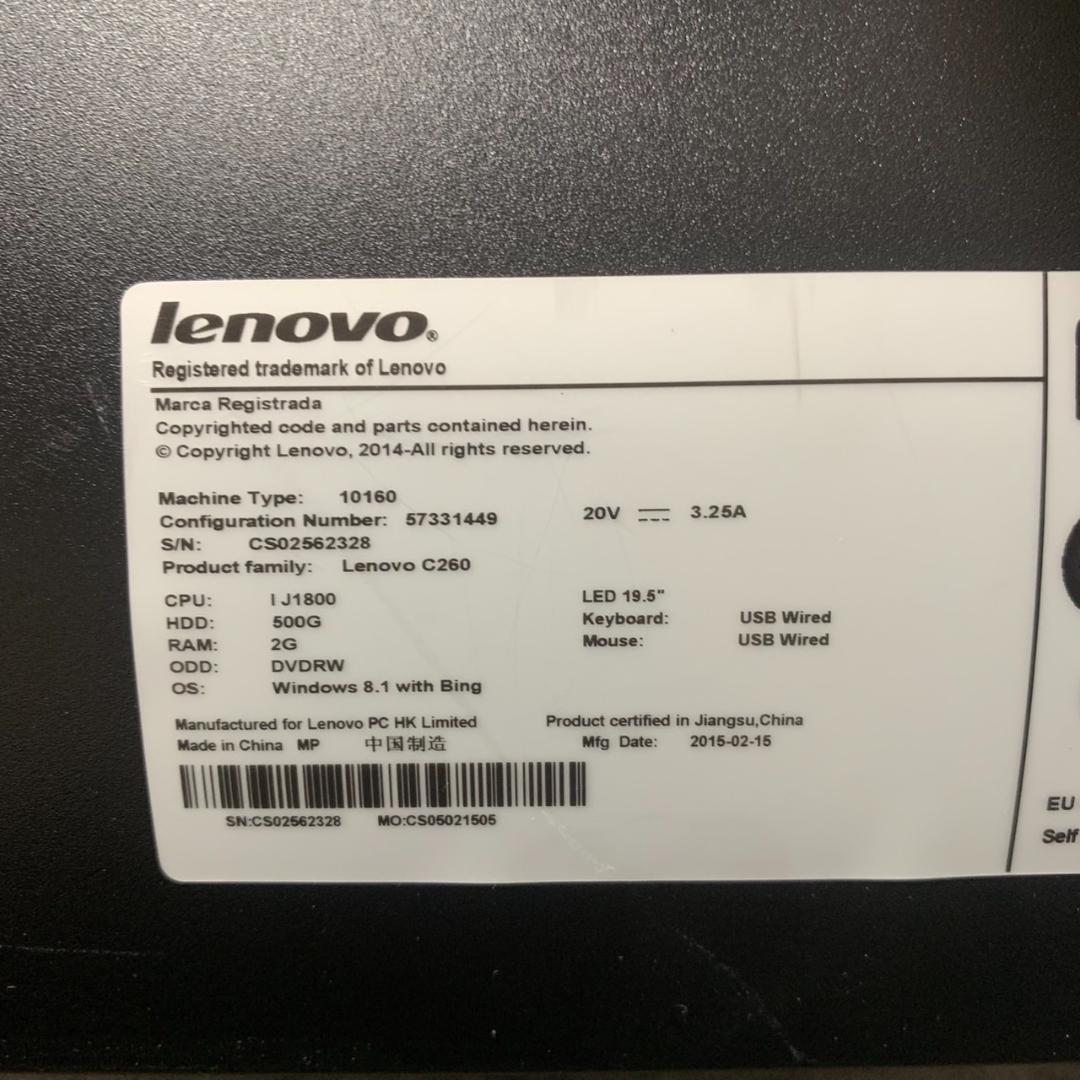 lenovo®
Registered trademark of Lenovo
Marca Registrada
Copyrighted code and parts contained herein.
© Copyright Lenovo, 2014-All rights reserved.
Machine Type: 10160
Configuration Number: 57331449
S/N: CS02562328
Product family: Lenovo C260
20V 3.25A
CPU: I J1800
HDD: 500G
RAM: 2G
ODD: DVDRW
OS: Windows 8.1 with Bing
LED 19.5"
Keyboard: USB Wired
Mouse: USB Wired
Manufactured for Lenovo PC HK Limited
Made in China MP 中国制造
Product certified in Jiangsu,China
Mfg Date: 2015-02-15
SN:CS02562328 MO:CS05021505
EU
Self